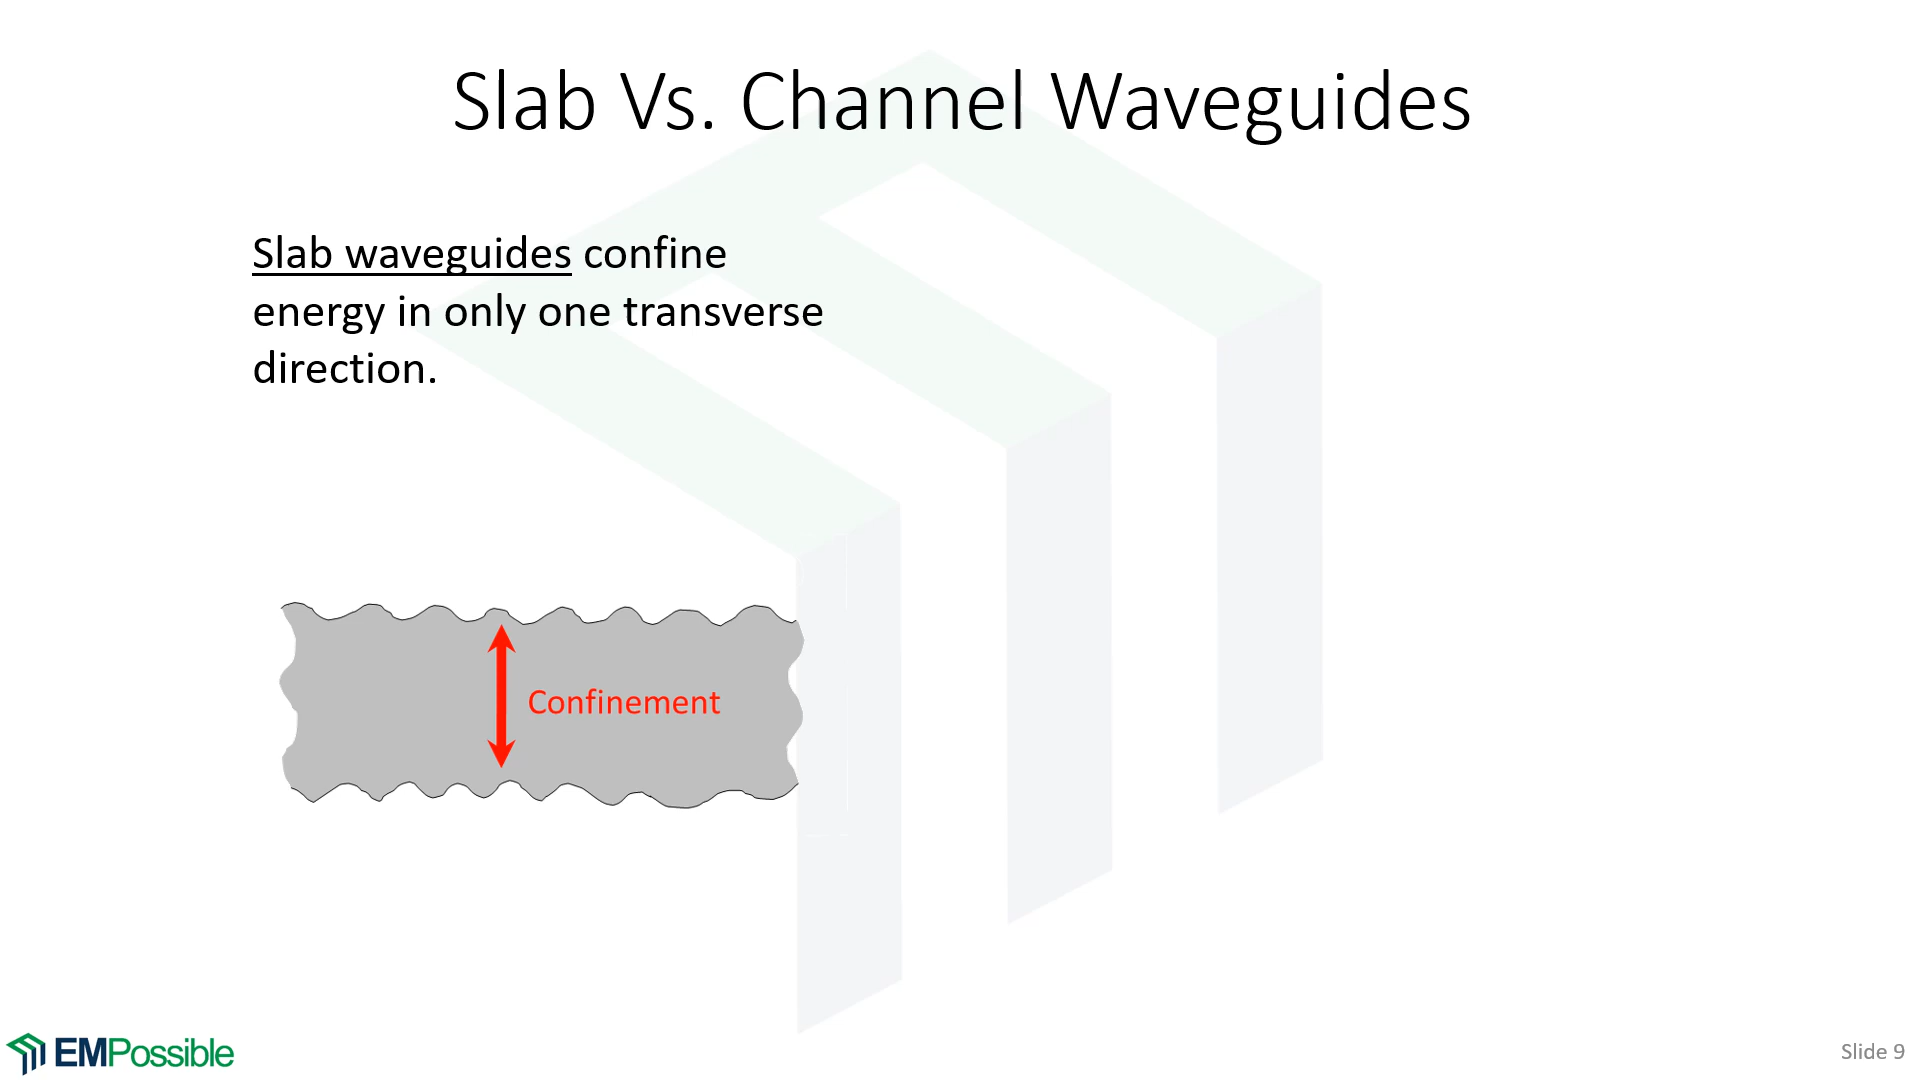 Slab Vs. Channel Waveguides
Slab waveguides confine
energy in only one transverse
direction.
Confinement
EMPossible
Slide 9